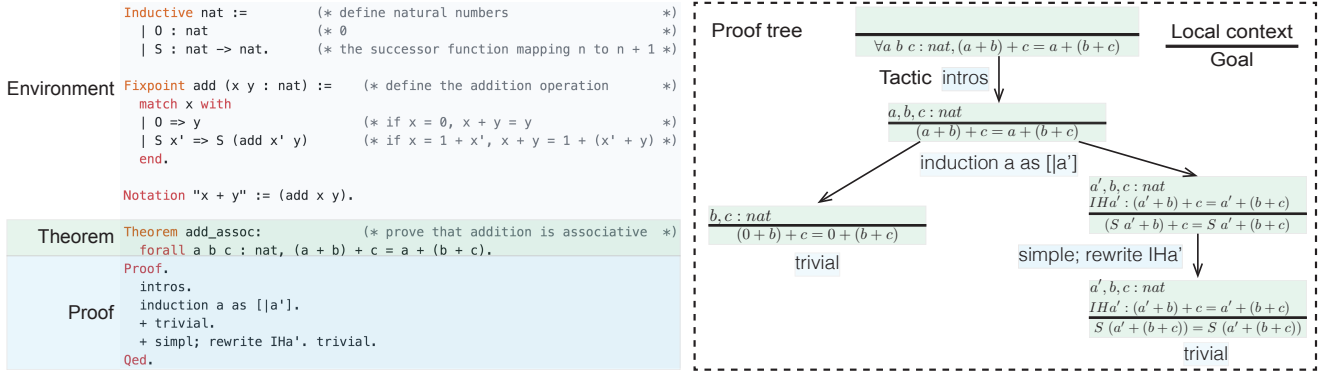 Environment
Inductive nat := (* define natural numbers *)
| O : nat (* 0 *)
| S : nat -> nat. (* the successor function mapping n to n + 1 *)
Fixpoint add (x y : nat) := (* define the addition operation *)
match x with
| O => y (* if x = 0, x + y = y *)
| S x' => S (add x' y) (* if x = 1 + x', x + y = 1 + (x' + y) *)
end.
Notation "x + y" := (add x y).
Theorem
Theorem add_assoc: (* prove that addition is associative *)
forall a b c : nat, (a + b) + c = a + (b + c).
Proof
Proof.
intros.
induction a as [|a'].
+ trivial.
+ simpl; rewrite IHa'. trivial.
Qed.
Proof tree
∀a b c : nat, (a + b) + c = a + (b + c)
Local context
Goal
Tactic intros
a, b, c : nat
(a + b) + c = a + (b + c)
induction a as [|a']
b, c : nat
(0 + b) + c = 0 + (b + c)
trivial
a', b, c : nat
IHa' : (a' + b) + c = a' + (b + c)
(S a' + b) + c = S a' + (b + c)
simple; rewrite IHa'
a', b, c : nat
IHa' : (a' + b) + c = a' + (b + c)
S (a' + (b + c)) = S (a' + (b + c))
trivial